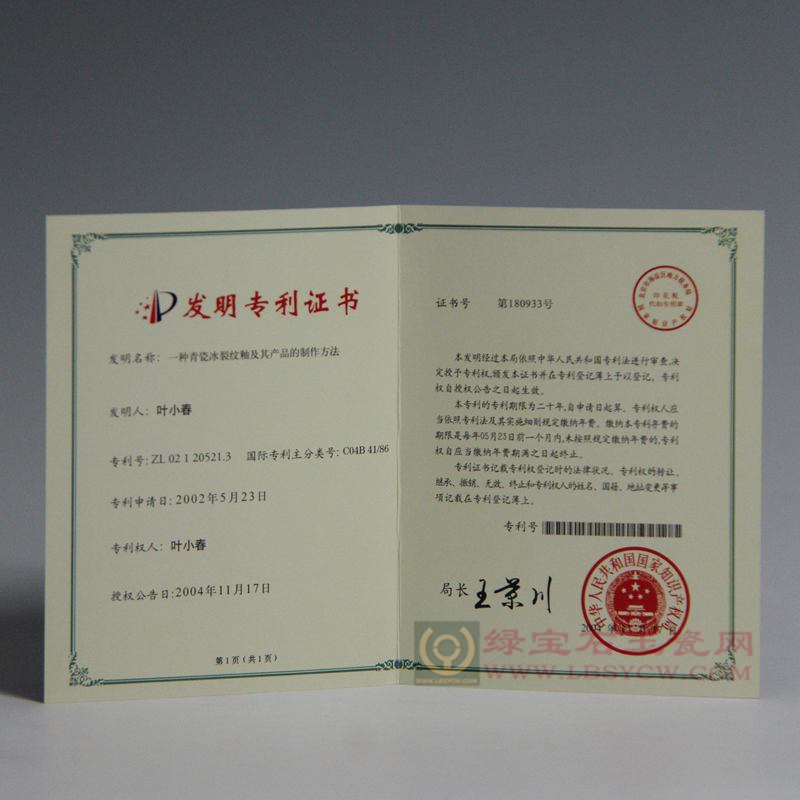 发明专利证书
发明名称：一种青瓷冰裂纹釉及其产品的制作方法
发明人：叶小春
专利号：ZL 02 1 20521.3 国际专利主分类号：C04B 41/86
专利申请日：2002年5月23日
专利权人：叶小春
授权公告日：2004年11月17日
第1页（共1页）
证书号 第180933号
本发明经过本局依照中华人民共和国专利法进行审查，决
定授予专利权，颁发本证书并在专利登记簿上予以登记。专利
权自授权公告之日起生效。
本专利的专利期限为二十年，自申请日起算。专利权人应
当依照专利法及其实施细则规定缴纳年费。缴纳本专利年费的
期限是每年05月23日前一个月内。未按照规定缴纳年费的，专利
权自应当缴纳年费期满之日起终止。
专利证书记载专利权登记时的法律状况。专利权的转让、
继承、撤销、无效、终止和专利权人的姓名、国籍、地址变更等事
项记载在专利登记簿上。
专利号
局长 王景川
中华人民共和国国家知识产权局
绿宝石手瓷网
WWW.LBSYCW.COM
WWW.LBSYCW.COM